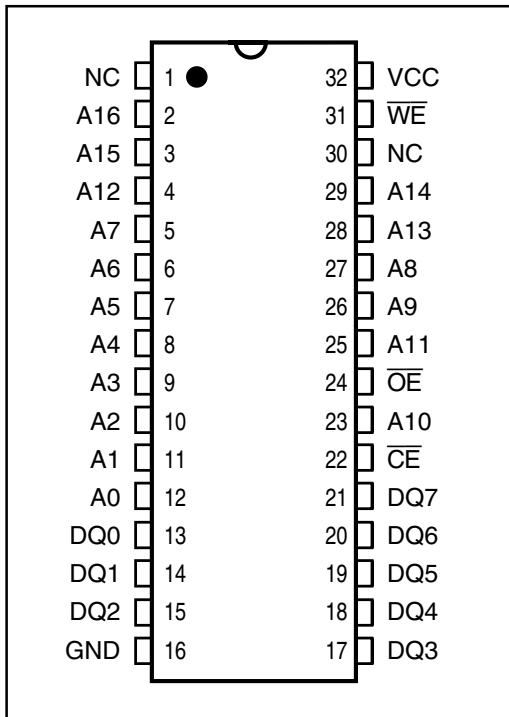 NC 1 32 VCC
A16 2 31 W̅E̅
A15 3 30 NC
A12 4 29 A14
A7 5 28 A13
A6 6 27 A8
A5 7 26 A9
A4 8 25 A11
A3 9 24 O̅E̅
A2 10 23 A10
A1 11 22 C̅E̅
A0 12 21 DQ7
DQ0 13 20 DQ6
DQ1 14 19 DQ5
DQ2 15 18 DQ4
GND 16 17 DQ3